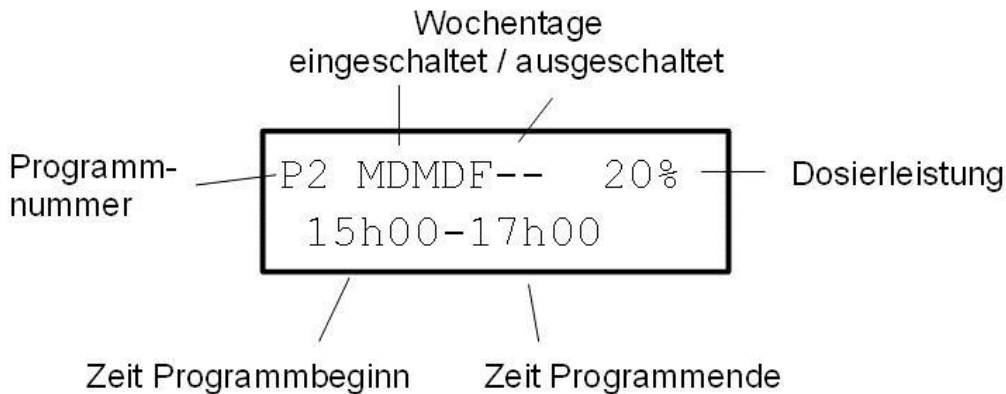 Wochentage
eingeschaltet / ausgeschaltet
Programm-
nummer
P2 MDMDF-- 20%
15h00-17h00
Dosierleistung
Zeit Programmbeginn
Zeit Programmende